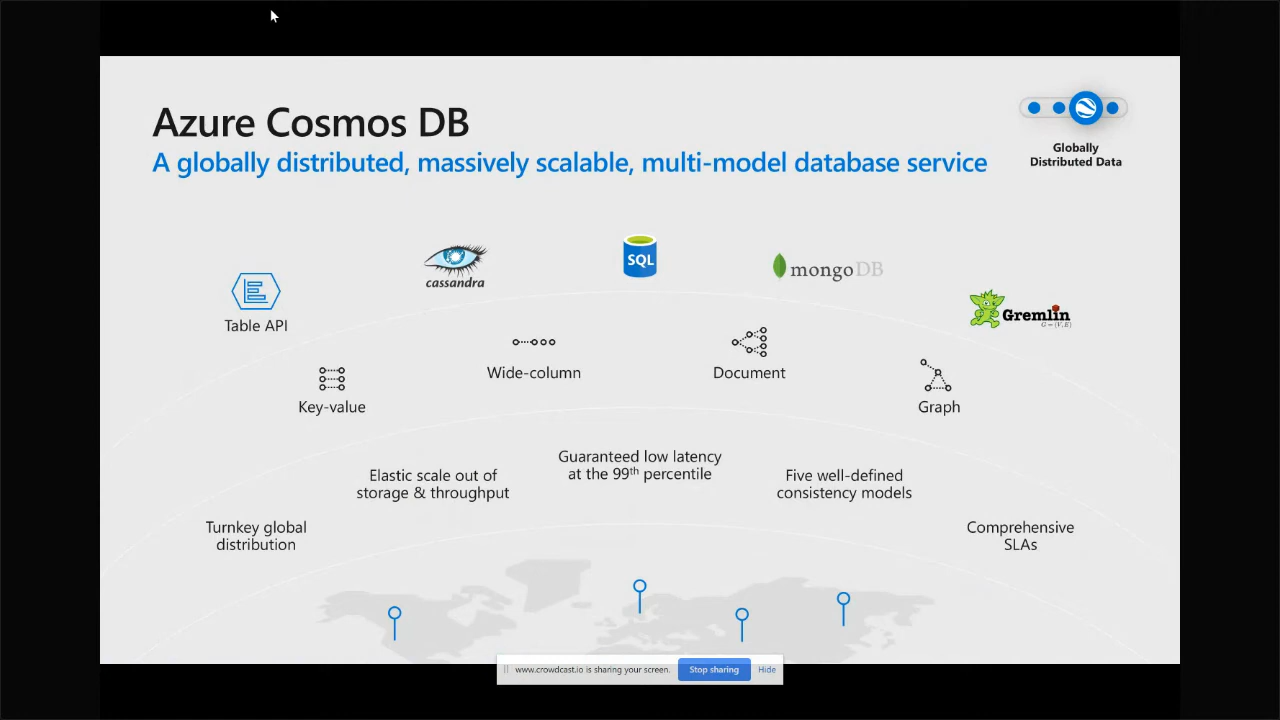 Azure Cosmos DB
A globally distributed, massively scalable, multi-model database service
Globally
Distributed Data
Table API
cassandra
SQL
mongoDB
Gremlin
G = (V, E)
Key-value
Wide-column
Document
Graph
Turnkey global
distribution
Elastic scale out of
storage & throughput
Guaranteed low latency
at the 99th percentile
Five well-defined
consistency models
Comprehensive
SLAs
www.crowdcast.io is sharing your screen.
Stop sharing
Hide